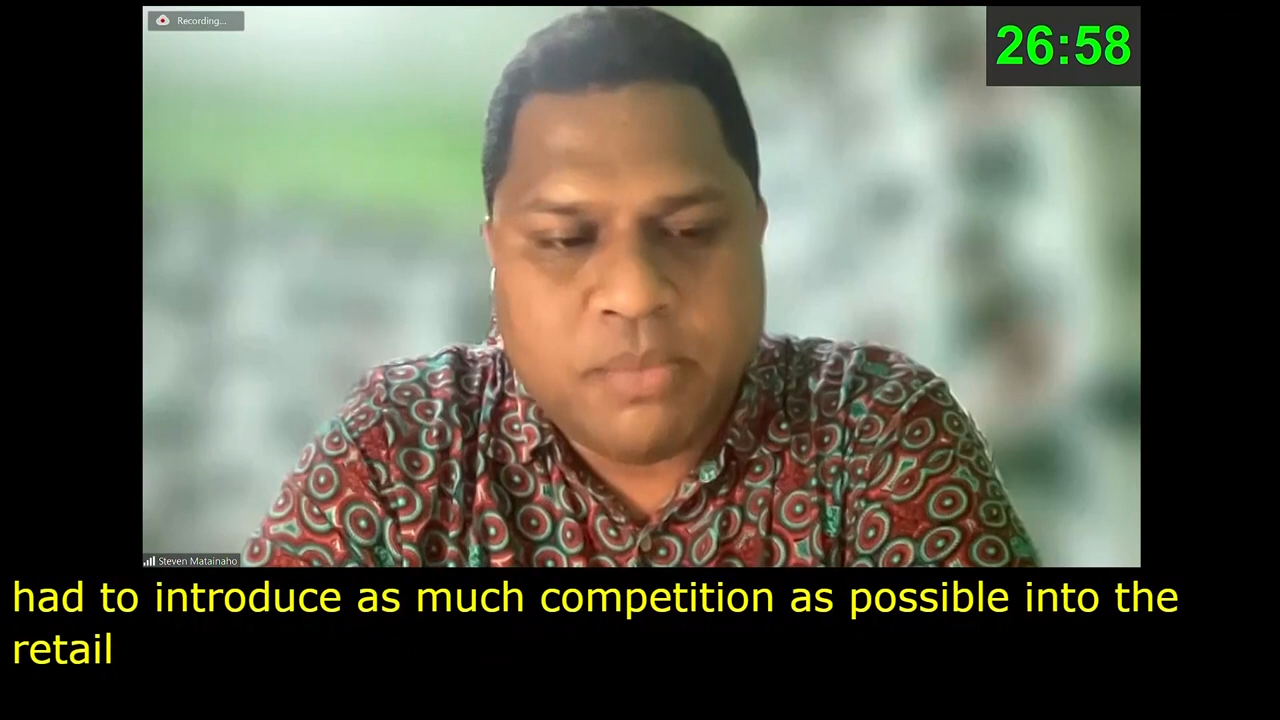 Recording...
26:58
Steven Matainaho
had to introduce as much competition as possible into the
retail